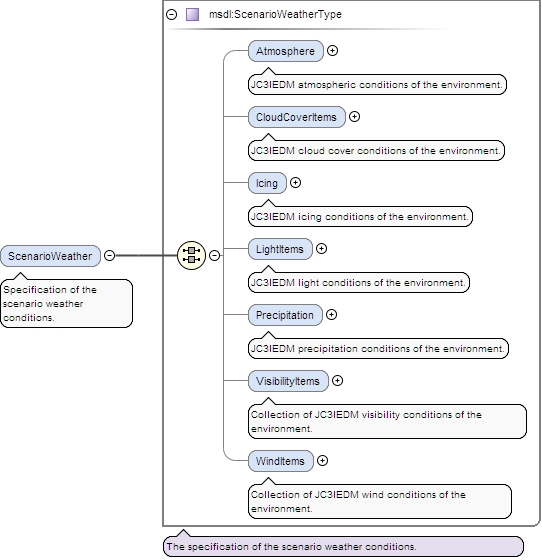 msdl:ScenarioWeatherType
Atmosphere
JC3IEDM atmospheric conditions of the environment.
CloudCoverItems
JC3IEDM cloud cover conditions of the environment.
Icing
JC3IEDM icing conditions of the environment.
LightItems
JC3IEDM light conditions of the environment.
ScenarioWeather
Specification of the
scenario weather
conditions.
Precipitation
JC3IEDM precipitation conditions of the environment.
VisibilityItems
Collection of JC3IEDM visibility conditions of the
environment.
WindItems
Collection of JC3IEDM wind conditions of the
environment.
The specification of the scenario weather conditions.